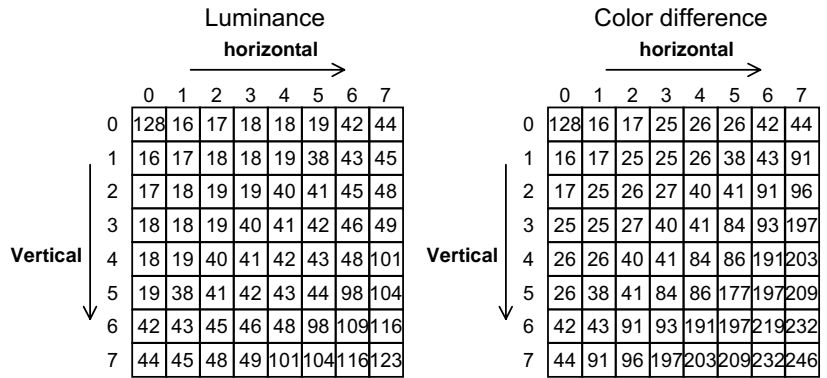 Luminance
horizontal
0 1 2 3 4 5 6 7
0 128 16 17 18 18 19 42 44
1 16 17 18 18 19 38 43 45
2 17 18 19 19 40 41 45 48
3 18 18 19 40 41 42 46 49
Vertical
4 18 19 40 41 42 43 48 101
5 19 38 41 42 43 44 98 104
6 42 43 45 46 48 98 109 116
7 44 45 48 49 101 104 116 123
Color difference
horizontal
0 1 2 3 4 5 6 7
0 128 16 17 25 26 26 42 44
1 16 17 25 25 26 38 43 91
2 17 25 26 27 40 41 91 96
3 25 25 27 40 41 84 93 197
Vertical
4 26 26 40 41 84 86 191 203
5 26 38 41 84 86 177 197 209
6 42 43 91 93 191 197 219 232
7 44 91 96 197 203 209 232 246